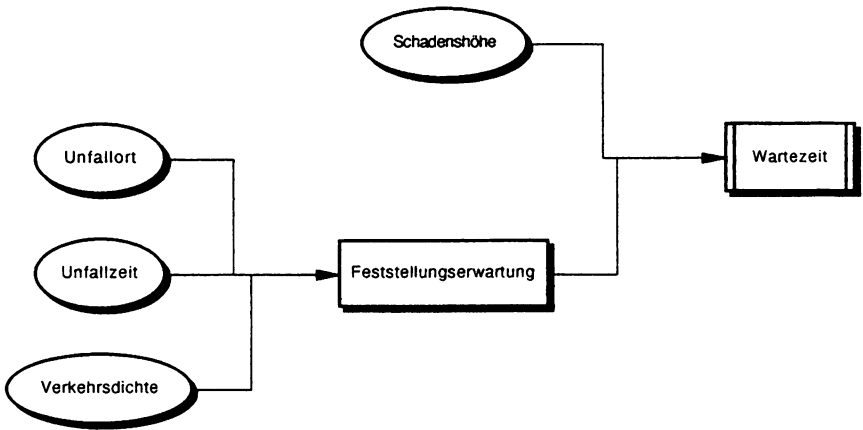 Schadenshöhe
Unfallort
Wartezeit
Unfallzeit
Feststellungserwartung
Verkehrsdichte